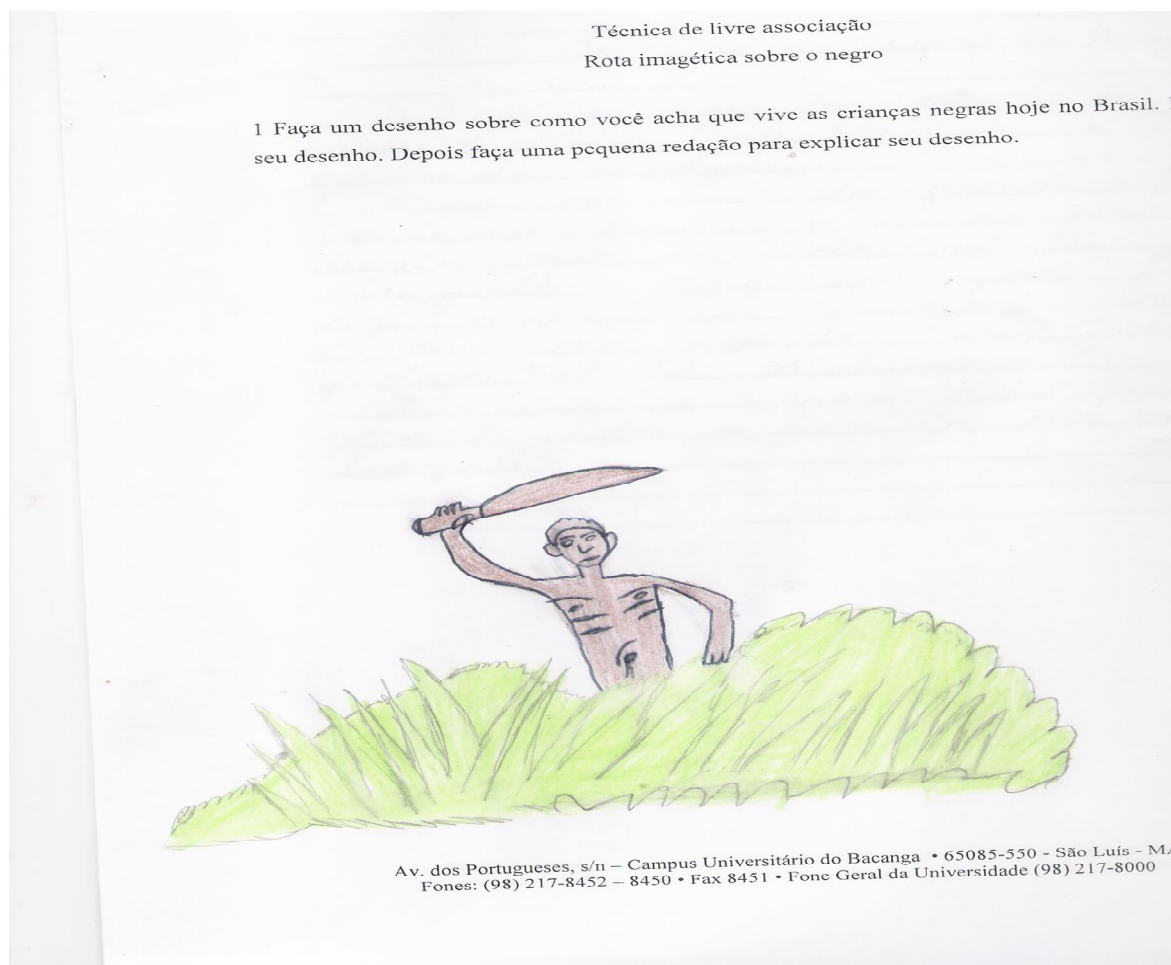 Técnica de livre associação
Rota imagética sobre o negro
1 Faça um desenho sobre como você acha que vive as crianças negras hoje no Brasil.
seu desenho. Depois faça uma pequena redação para explicar seu desenho.
Av. dos Portugueses, s/n – Campus Universitário do Bacanga • 65085-550 - São Luís - MA
Fones: (98) 217-8452 – 8450 • Fax 8451 • Fone Geral da Universidade (98) 217-8000